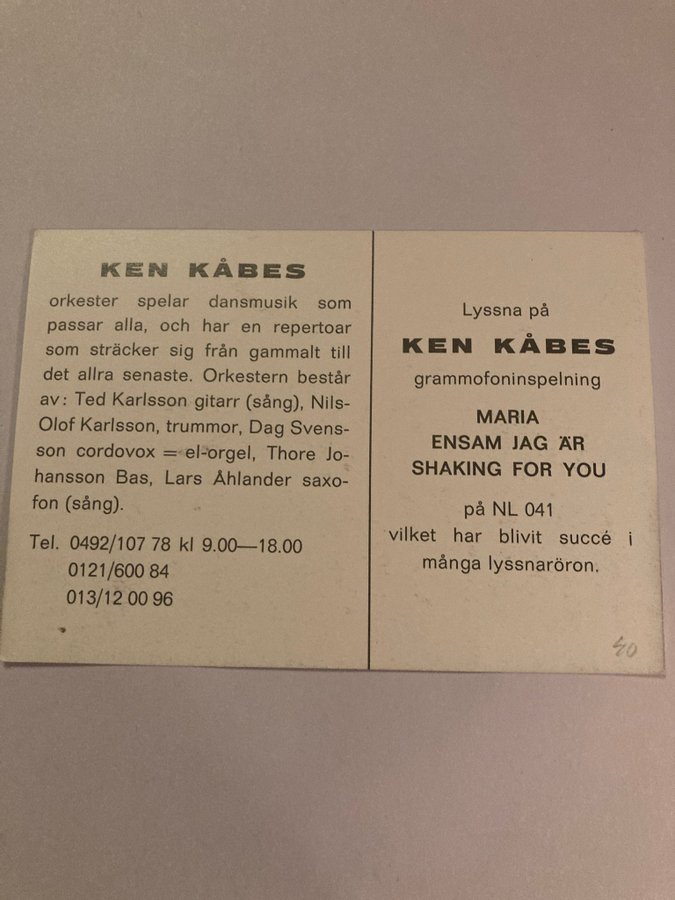 KEN KÅBES
orkester spelar dansmusik som
passar alla, och har en repertoar
som sträcker sig från gammalt till
det allra senaste. Orkestern består
av: Ted Karlsson gitarr (sång), Nils-
Olof Karlsson, trummor, Dag Svens-
son cordovox = el-orgel, Thore Jo-
hansson Bas, Lars Åhlander saxo-
fon (sång).
Tel. 0492/107 78 kl 9.00—18.00
0121/600 84
013/12 00 96
Lyssna på
KEN KÅBES
grammofoninspelning
MARIA
ENSAM JAG ÄR
SHAKING FOR YOU
på NL 041
vilket har blivit succé i
många lyssnaröron.
40